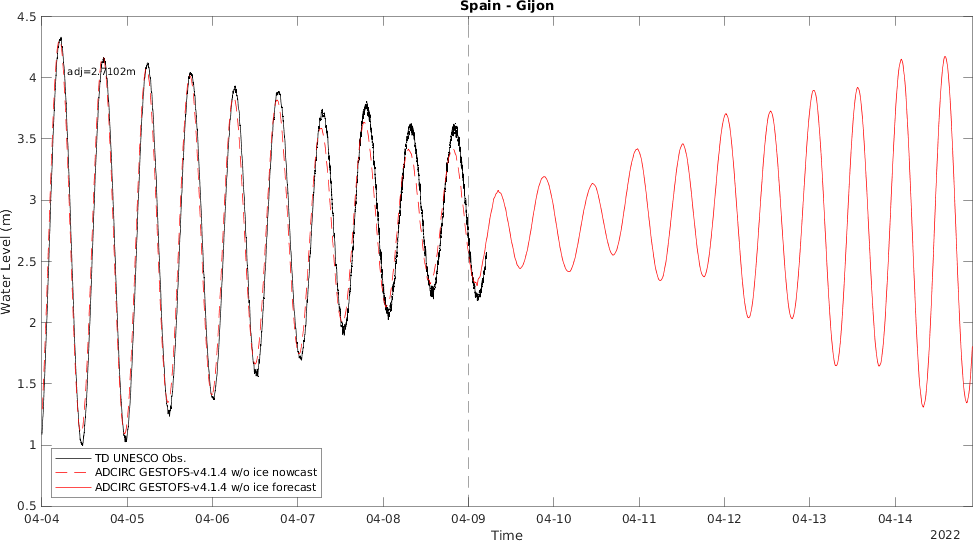 Spain - Gijon
4.5
4
3.5
3
2.5
2
1.5
1
0.5
Water Level (m)
adj=2.7102m
TD UNESCO Obs.
ADCIRC GESTOFS-v4.1.4 w/o ice nowcast
ADCIRC GESTOFS-v4.1.4 w/o ice forecast
04-04 04-05 04-06 04-07 04-08 04-09 04-10 04-11 04-12 04-13 04-14
Time
2022